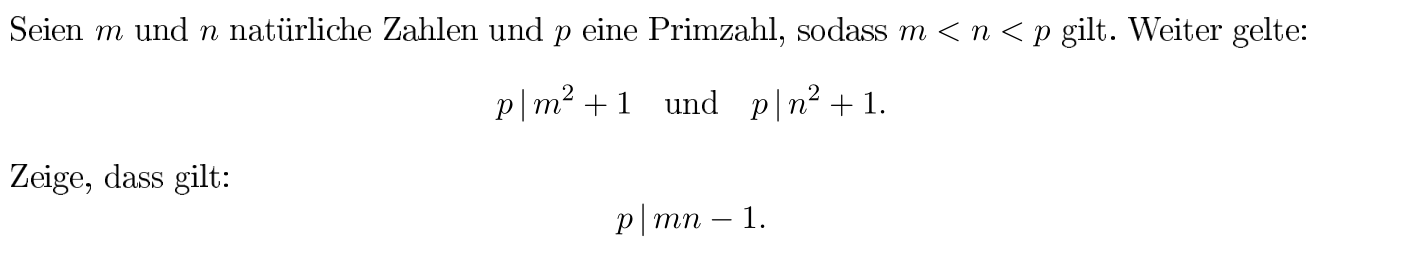 Seien m und n natürliche Zahlen und p eine Primzahl, sodass m < n < p gilt. Weiter gelte:
p | m² + 1 und p | n² + 1.
Zeige, dass gilt:
p | mn − 1.